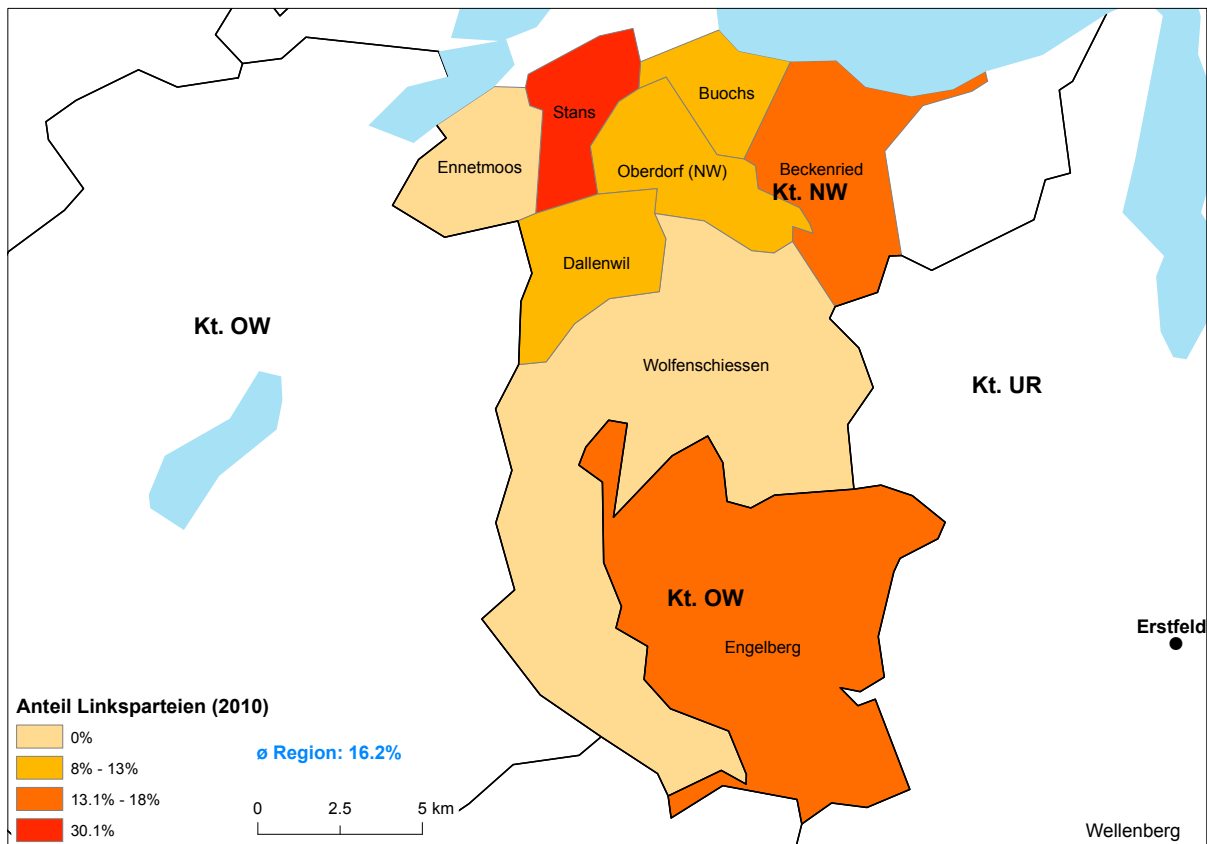 Buochs
Stans
Ennetmoos
Oberdorf (NW)
Beckenried
Kt. NW
Dallenwil
Kt. OW
Wolfenschiessen
Kt. UR
Kt. OW
Erstfeld
Engelberg
Anteil Linksparteien (2010)
0%
8% - 13%
13.1% - 18%
30.1%
ø Region: 16.2%
0 2.5 5 km
Wellenberg